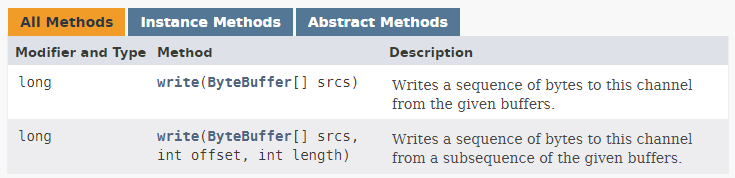 All Methods Instance Methods Abstract Methods
Modifier and Type Method Description
long write(ByteBuffer[] srcs) Writes a sequence of bytes to this channel
from the given buffers.
long write(ByteBuffer[] srcs, Writes a sequence of bytes to this channel
int offset, int length) from a subsequence of the given buffers.